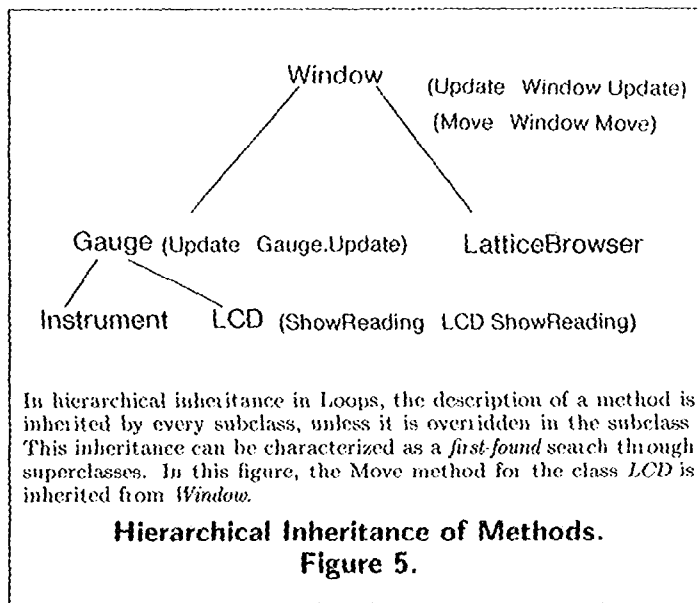 Window (Update Window Update)
(Move Window Move)
Gauge (Update Gauge.Update) LatticeBrowser
Instrument LCD (ShowReading LCD ShowReading)
In hierarchical inheritance in Loops, the description of a method is
inherited by every subclass, unless it is overridden in the subclass
This inheritance can be characterized as a first-found search through
superclasses. In this figure, the Move method for the class LCD is
inherited from Window.
Hierarchical Inheritance of Methods.
Figure 5.